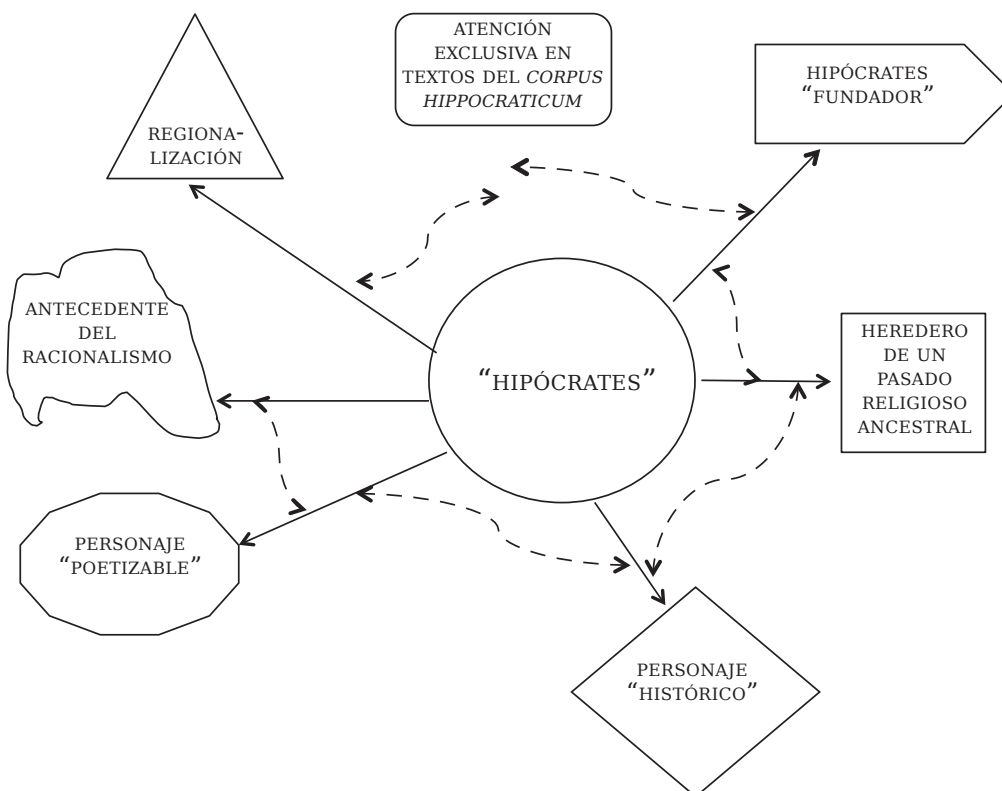 ATENCIÓN
EXCLUSIVA EN
TEXTOS DEL CORPUS
HIPPOCRATICUM
HIPÓCRATES
“FUNDADOR”
REGIONA-
LIZACIÓN
ANTECEDENTE
DEL
RACIONALISMO
“HIPÓCRATES”
HEREDERO
DE UN
PASADO
RELIGIOSO
ANCESTRAL
PERSONAJE
“POETIZABLE”
PERSONAJE
“HISTÓRICO”